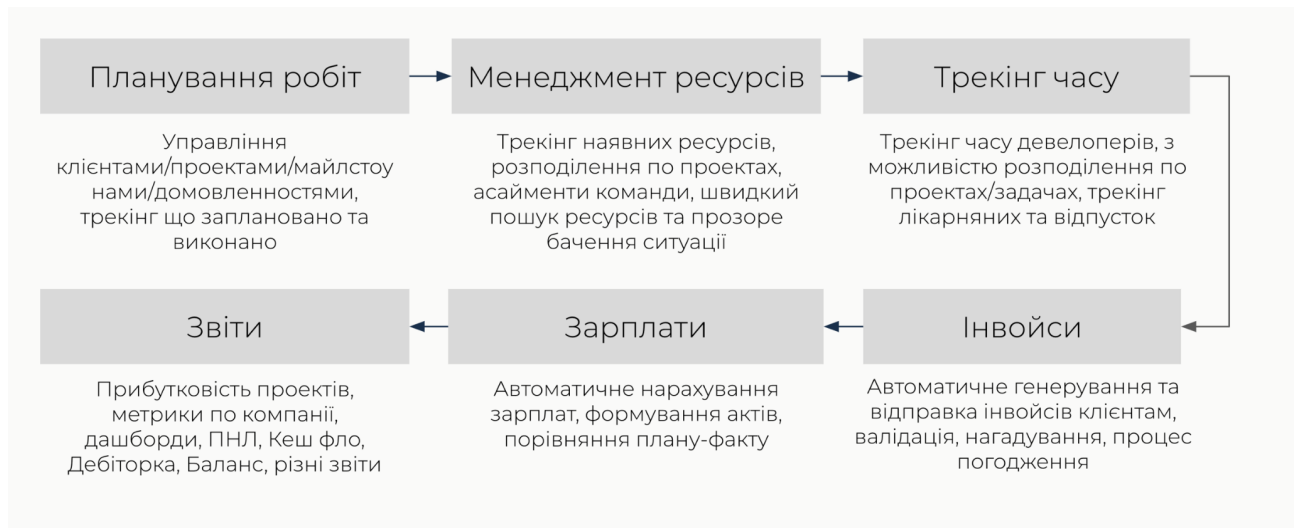 Планування робіт
Управління
клієнтами/проектами/майлстоу
нами/домовленностями,
трекінг що заплановано та
виконано
Менеджмент ресурсів
Трекінг наявних ресурсів,
розподілення по проектах,
асайменти команди, швидкий
пошук ресурсів та прозоре
бачення ситуації
Трекінг часу
Трекінг часу девелоперів, з
можливістю розподілення по
проектах/задачах, трекінг
лікарняних та відпусток
Інвойси
Автоматичне генерування та
відправка інвойсів клієнтам,
валідація, нагадування, процес
погодження
Зарплати
Автоматичне нарахування
зарплат, формування актів,
порівняння плану-факту
Звіти
Прибутковість проектів,
метрики по компанії,
дашборди, ПНЛ, Кеш фло,
Дебіторка, Баланс, різні звіти